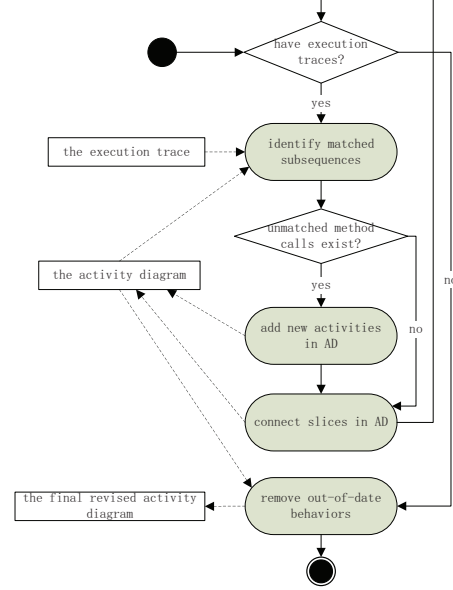 have execution
traces?
yes
the execution trace
identify matched
subsequences
unmatched method
calls exist?
the activity diagram
yes
no
add new activities
in AD
no
connect slices in AD
the final revised activity
diagram
remove out-of-date
behaviors